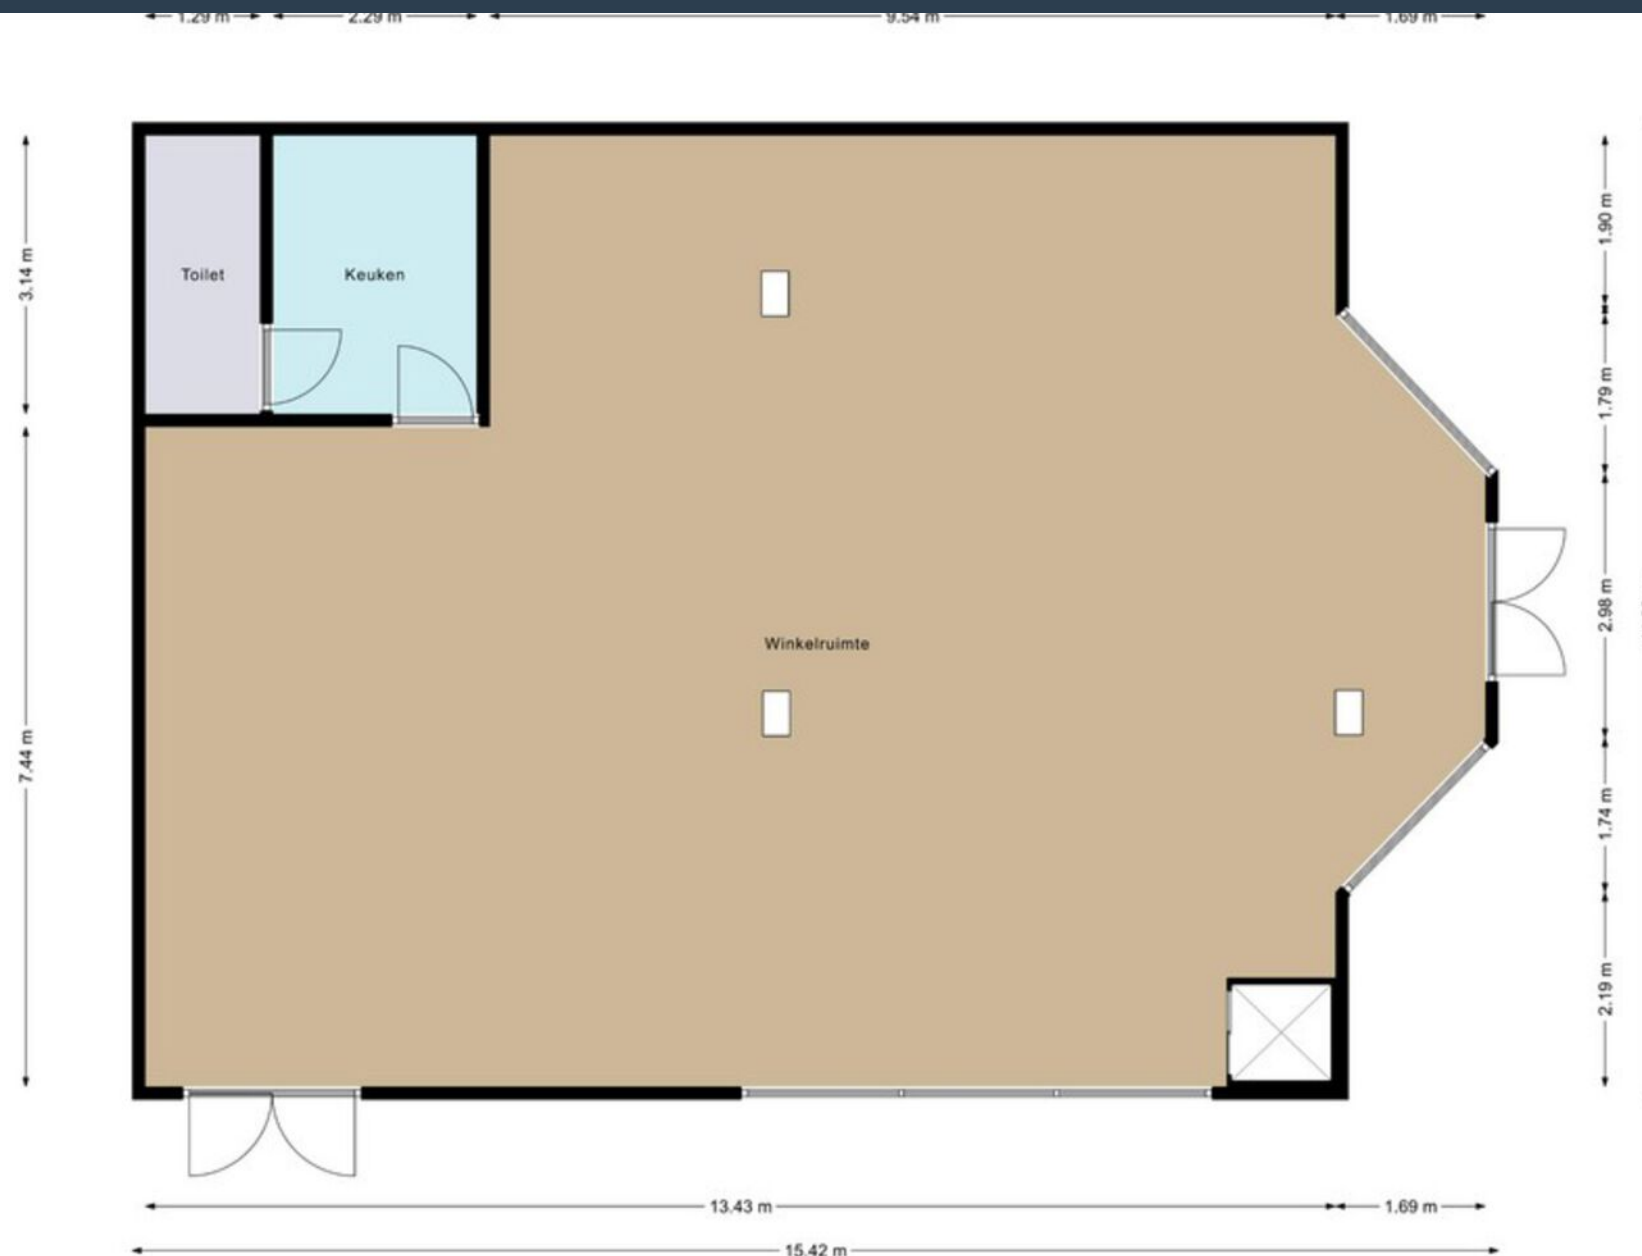 1.29 m
2.29 m
9.54 m
1.69 m
3.14 m
1.90 m
Toilet
Keuken
1.79 m
2.98 m
Winkelruimte
7.44 m
1.74 m
2.19 m
13.43 m
1.69 m
15.42 m